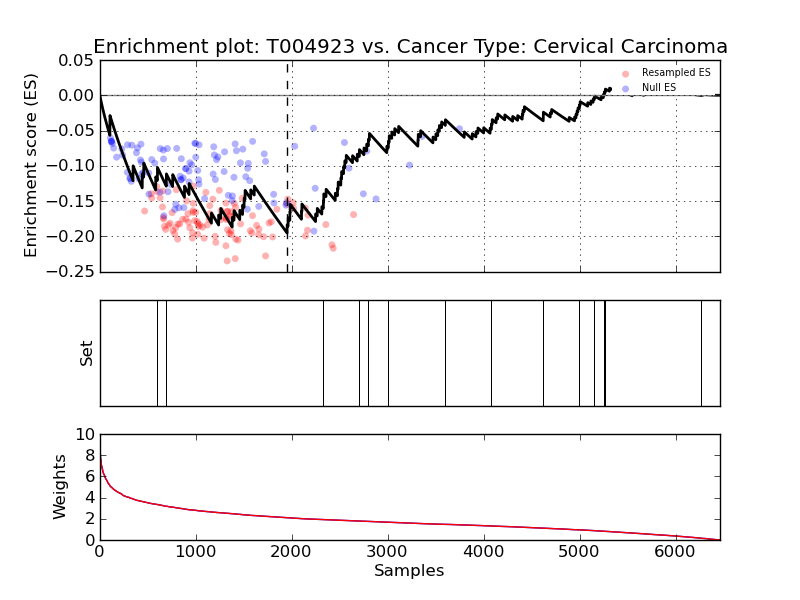 Enrichment plot: T004923 vs. Cancer Type: Cervical Carcinoma
Enrichment score (ES)
0.05
0.00
−0.05
−0.10
−0.15
−0.20
−0.25
Resampled ES
Null ES
Set
Weights
10
8
6
4
2
0
0 1000 2000 3000 4000 5000 6000
Samples